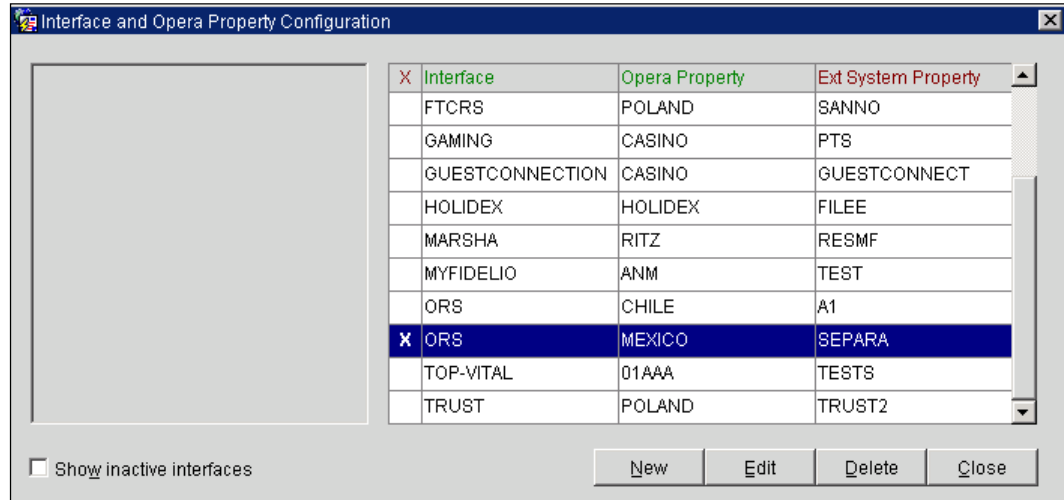 Interface and Opera Property Configuration
X Interface Opera Property Ext System Property
FTCRS POLAND SANNO
GAMING CASINO PTS
GUESTCONNECTION CASINO GUESTCONNECT
HOLIDEX HOLIDEX FILEE
MARSHA RITZ RESMF
MYFIDELIO ANM TEST
ORS CHILE A1
X ORS MEXICO SEPARA
TOP-VITAL 01AAA TESTS
TRUST POLAND TRUST2
Show inactive interfaces New Edit Delete Close